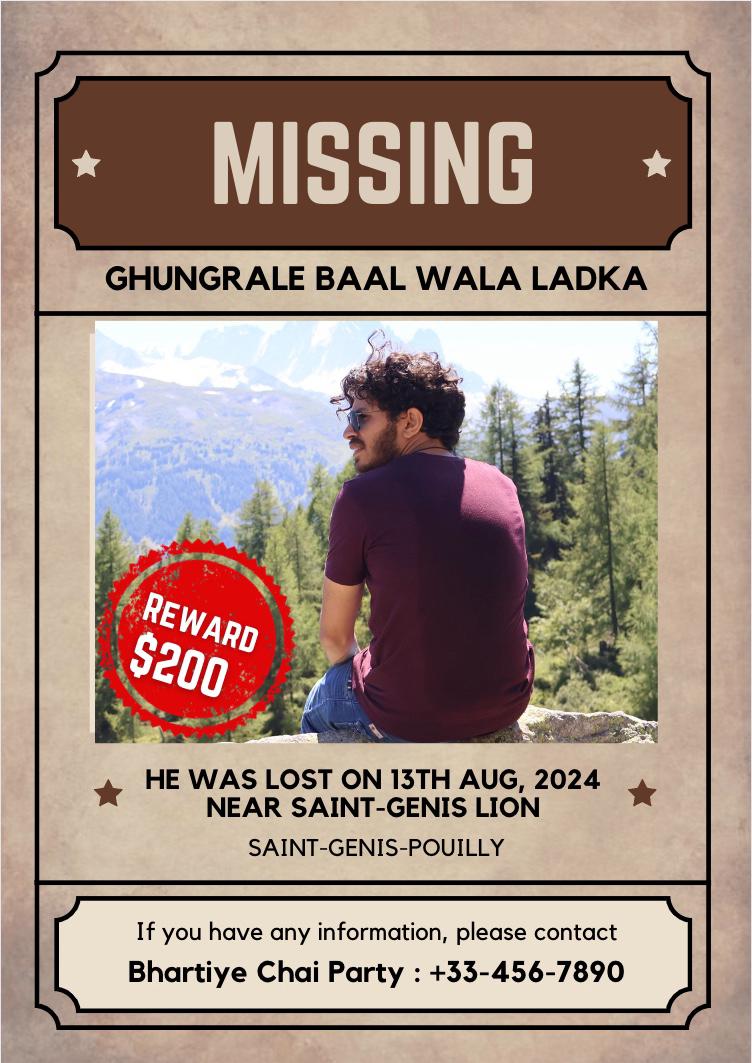 MISSING
GHUNGRALE BAAL WALA LADKA
REWARD
$200
HE WAS LOST ON 13TH AUG, 2024
NEAR SAINT-GENIS LION
SAINT-GENIS-POUILLY
If you have any information, please contact
Bhartiye Chai Party : +33-456-7890